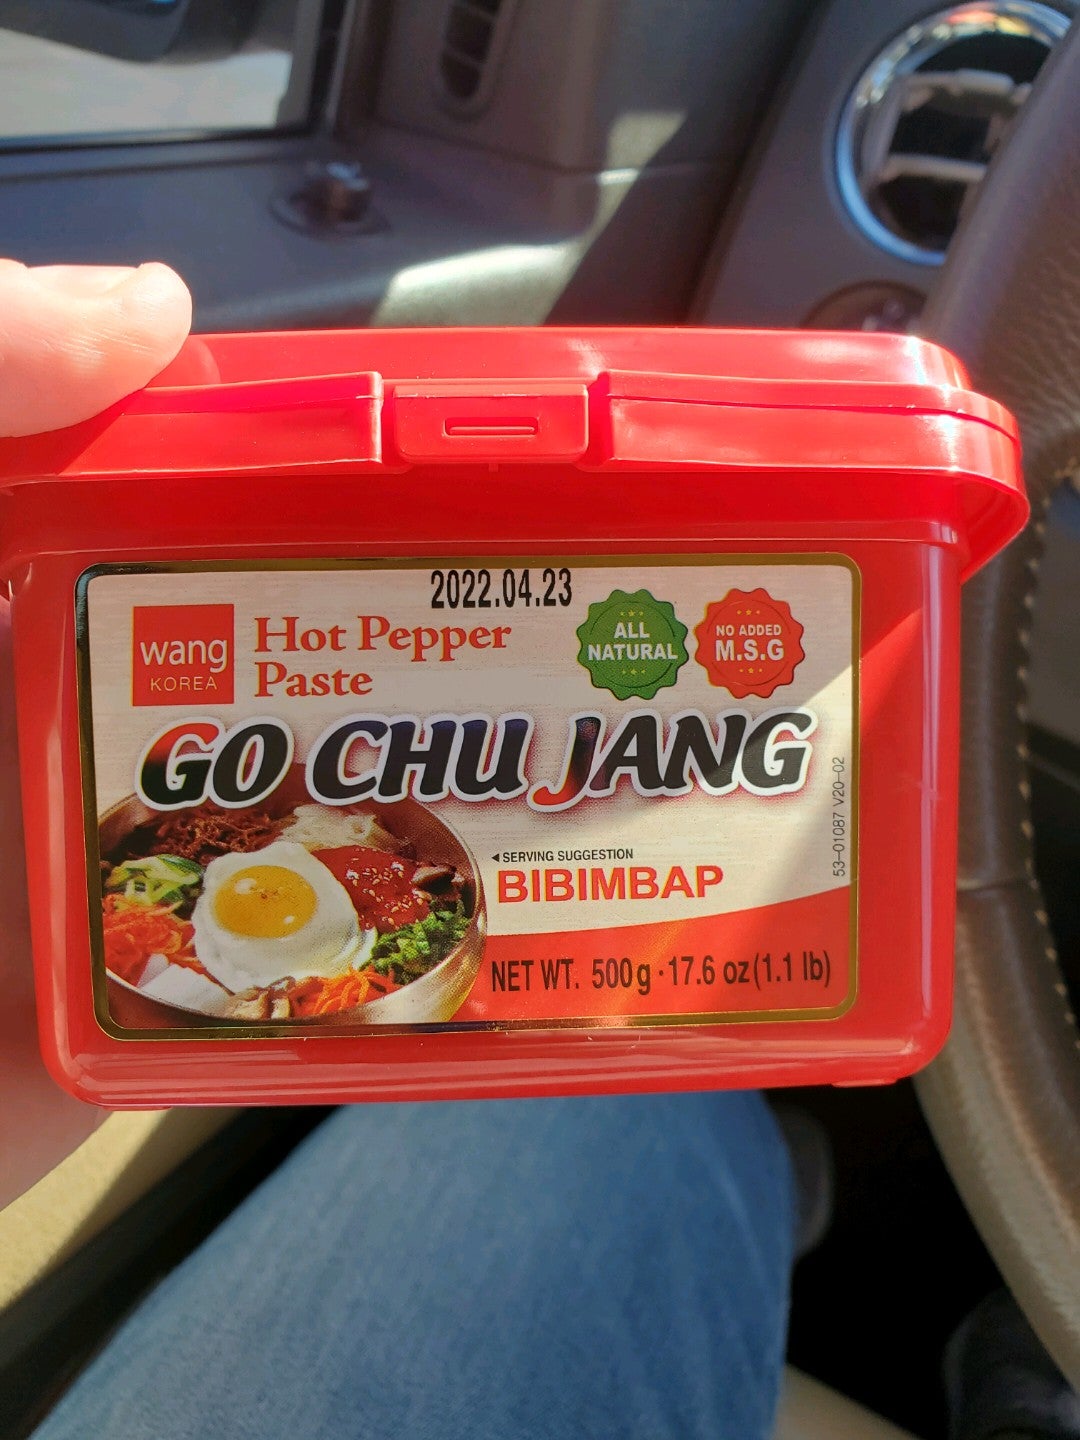 2022.04.23
wang
KOREA
Hot Pepper
Paste
ALL
NATURAL
NO ADDED
M.S.G
GO CHU JANG
◀SERVING SUGGESTION
BIBIMBAP
NET WT. 500g·17.6 oz(1.1 lb)
53-01087 V20-02